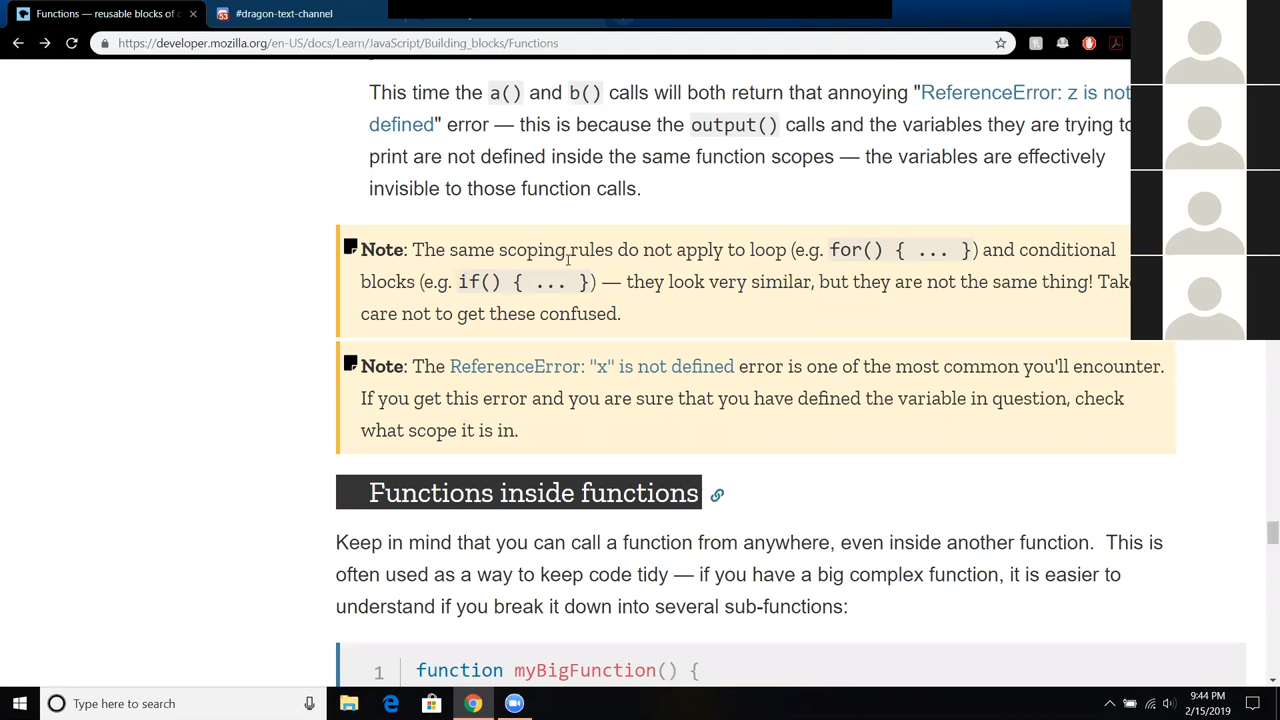 Functions — reusable blocks of c
#dragon-text-channel
https://developer.mozilla.org/en-US/docs/Learn/JavaScript/Building_blocks/Functions
This time the a() and b() calls will both return that annoying "ReferenceError: z is not
defined" error — this is because the output() calls and the variables they are trying to
print are not defined inside the same function scopes — the variables are effectively
invisible to those function calls.
Note: The same scoping rules do not apply to loop (e.g. for() { ... }) and conditional
blocks (e.g. if() { ... }) — they look very similar, but they are not the same thing! Take
care not to get these confused.
Note: The ReferenceError: "x" is not defined error is one of the most common you'll encounter.
If you get this error and you are sure that you have defined the variable in question, check
what scope it is in.
Functions inside functions
Keep in mind that you can call a function from anywhere, even inside another function. This is
often used as a way to keep code tidy — if you have a big complex function, it is easier to
understand if you break it down into several sub-functions:
1 function myBigFunction() {
Type here to search
9:44 PM
2/15/2019